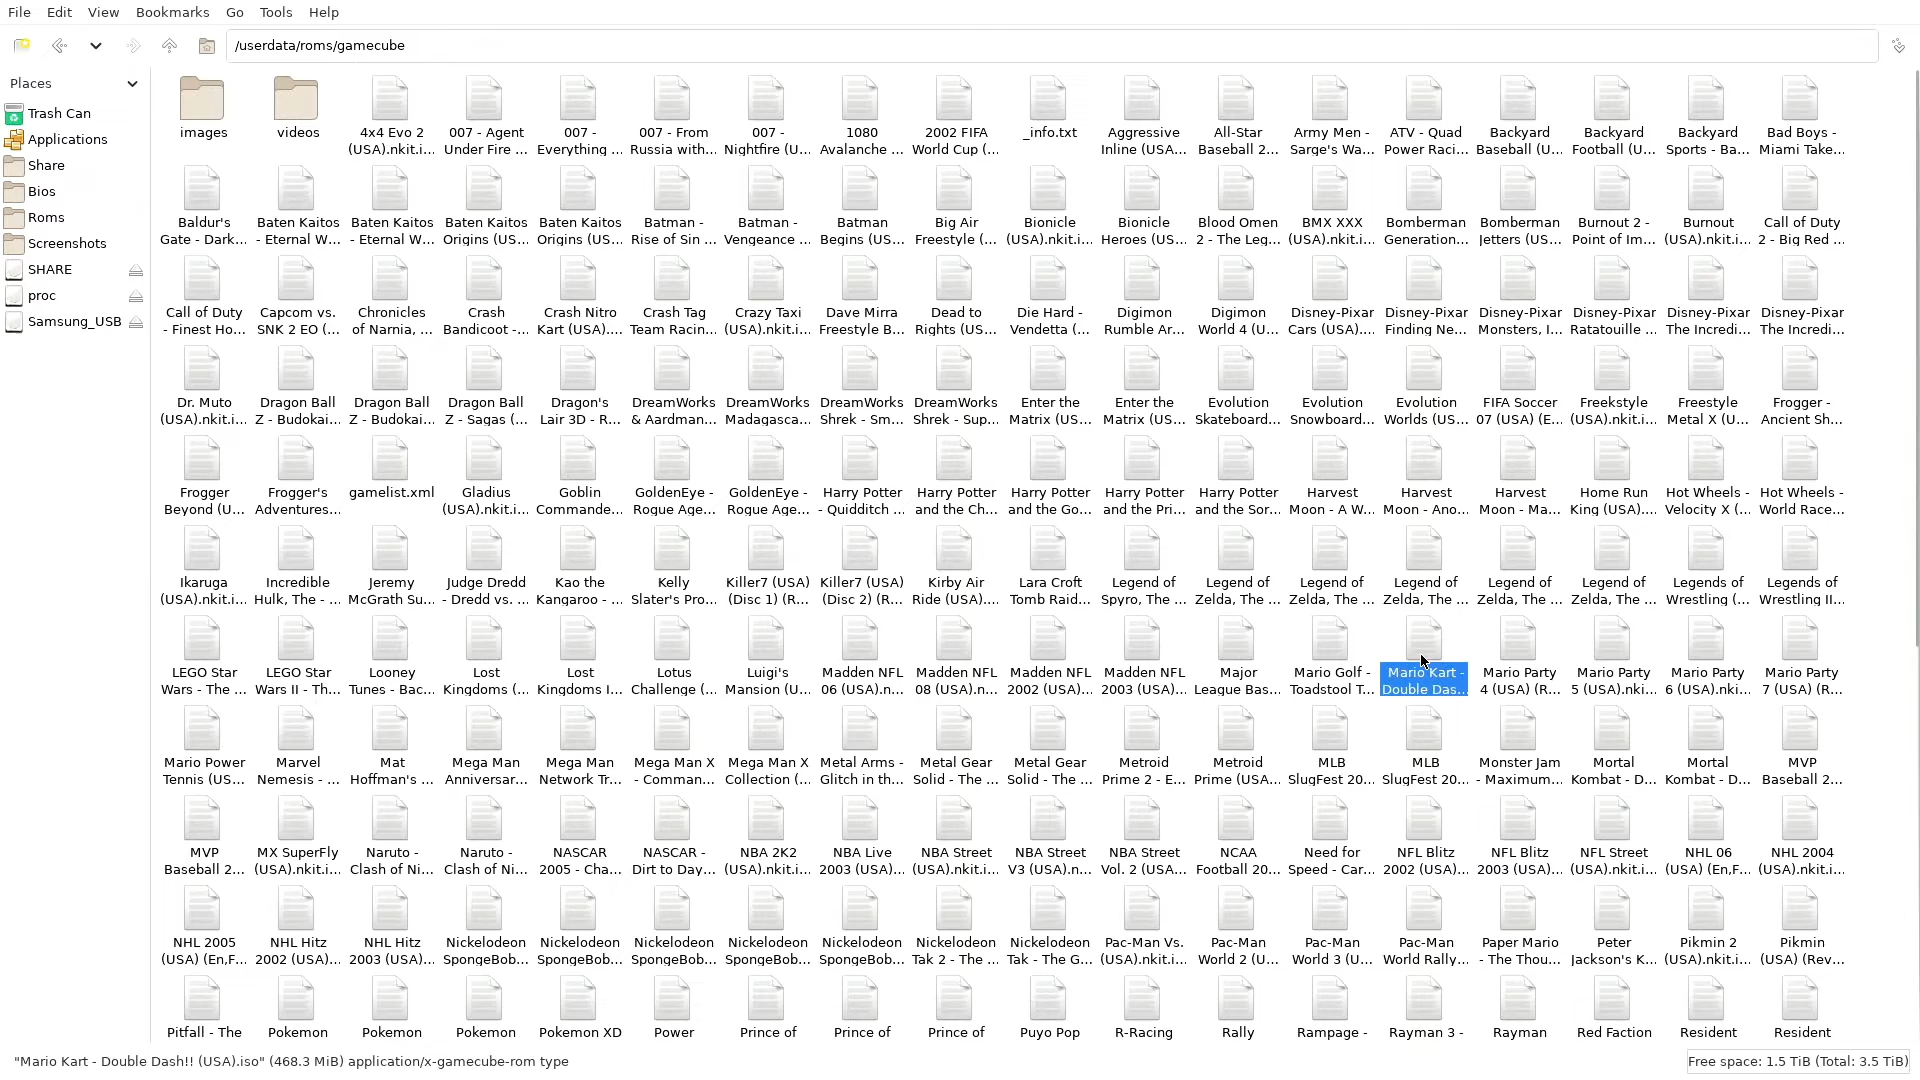 File Edit View Bookmarks Go Tools Help
/userdata/roms/gamecube
Places
Trash Can
Applications
Share
Bios
Roms
Screenshots
SHARE
proc
Samsung_USB
images videos 4x4 Evo 2 007 - Agent 007 - 007 - From 007 - 1080 2002 FIFA _info.txt Aggressive All-Star Army Men - ATV - Quad Backyard Backyard Backyard Bad Boys -
(USA).nkit.i... Under Fire ... Everything ... Russia with... Nightfire (U... Avalanche ... World Cup (... Inline (USA... Baseball 2... Sarge's Wa... Power Raci... Baseball (U... Football (U... Sports - Ba... Miami Take...
Baldur's Baten Kaitos Baten Kaitos Baten Kaitos Baten Kaitos Batman - Batman - Batman Big Air Bionicle Bionicle Blood Omen BMX XXX Bomberman Bomberman Burnout 2 - Burnout Call of Duty
Gate - Dark... - Eternal W... - Eternal W... Origins (US... Origins (US... Rise of Sin ... Vengeance ... Begins (US... Freestyle (... (USA).nkit.i... Heroes (US... 2 - The Leg... (USA).nkit.i... Generation... Jetters (US... Point of Im... (USA).nkit.i... 2 - Big Red ...
Call of Duty Capcom vs. Chronicles Crash Crash Nitro Crash Tag Crazy Taxi Dave Mirra Dead to Die Hard - Digimon Digimon Disney-Pixar Disney-Pixar Disney-Pixar Disney-Pixar Disney-Pixar Disney-Pixar
- Finest Ho... SNK 2 EO (... of Narnia, ... Bandicoot -... Kart (USA).... Team Racin... (USA).nkit.i... Freestyle B... Rights (US... Vendetta (... Rumble Ar... World 4 (U... Cars (USA).... Finding Ne... Monsters, I... Ratatouille ... The Incredi... The Incredi...
Dr. Muto Dragon Ball Dragon Ball Dragon Ball Dragon's DreamWorks DreamWorks DreamWorks DreamWorks Enter the Enter the Evolution Evolution Evolution FIFA Soccer Freekstyle Freestyle Frogger -
(USA).nkit.i... Z - Budokai... Z - Budokai... Z - Sagas (... Lair 3D - R... & Aardman... Madagasca... Shrek - Sm... Shrek - Sup... Matrix (US... Matrix (US... Skateboard... Snowboard... Worlds (US... 07 (USA) (E... (USA).nkit.i... Metal X (U... Ancient Sh...
Frogger Frogger's gamelist.xml Gladius Goblin GoldenEye - GoldenEye - Harry Potter Harry Potter Harry Potter Harry Potter Harry Potter Harvest Harvest Harvest Home Run Hot Wheels - Hot Wheels -
Beyond (U... Adventures... (USA).nkit.i... Commande... Rogue Age... Rogue Age... - Quidditch ... and the Ch... and the Go... and the Pri... and the Sor... Moon - A W... Moon - Ano... Moon - Ma... King (USA).... Velocity X (... World Race...
Ikaruga Incredible Jeremy Judge Dredd Kao the Kelly Killer7 (USA) Killer7 (USA) Kirby Air Lara Croft Legend of Legend of Legend of Legend of Legend of Legend of Legends of Legends of
(USA).nkit.i... Hulk, The - ... McGrath Su... - Dredd vs. ... Kangaroo - ... Slater's Pro... (Disc 1) (R... (Disc 2) (R... Ride (USA).... Tomb Raid... Spyro, The ... Zelda, The ... Zelda, The ... Zelda, The ... Zelda, The ... Zelda, The ... Wrestling (... Wrestling II...
LEGO Star LEGO Star Looney Lost Lost Lotus Luigi's Madden NFL Madden NFL Madden NFL Madden NFL Major Mario Golf - Mario Kart - Mario Party Mario Party Mario Party Mario Party
Wars - The ... Wars II - Th... Tunes - Bac... Kingdoms (... Kingdoms I... Challenge (... Mansion (U... 06 (USA).n... 08 (USA).n... 2002 (USA)... 2003 (USA)... League Bas... Toadstool T... Double Das... 4 (USA) (R... 5 (USA).nki... 6 (USA).nki... 7 (USA) (R...
Mario Power Marvel Mat Mega Man Mega Man Mega Man X Mega Man X Metal Arms - Metal Gear Metal Gear Metroid Metroid MLB MLB Monster Jam Mortal Mortal MVP
Tennis (US... Nemesis - ... Hoffman's ... Anniversar... Network Tr... - Comman... Collection (... Glitch in th... Solid - The ... Solid - The ... Prime 2 - E... Prime (USA... SlugFest 20... SlugFest 20... - Maximum... Kombat - D... Kombat - D... Baseball 2...
MVP MX SuperFly Naruto - Naruto - NASCAR NASCAR - NBA 2K2 NBA Live NBA Street NBA Street NBA Street NCAA Need for NFL Blitz NFL Blitz NFL Street NHL 06 NHL 2004
Baseball 2... (USA).nkit.i... Clash of Ni... Clash of Ni... 2005 - Cha... Dirt to Day... (USA).nkit.i... 2003 (USA)... (USA).nkit.i... V3 (USA).n... Vol. 2 (USA... Football 20... Speed - Car... 2002 (USA)... 2003 (USA)... (USA).nkit.i... (USA) (En,F... (USA).nkit.i...
NHL 2005 NHL Hitz NHL Hitz Nickelodeon Nickelodeon Nickelodeon Nickelodeon Nickelodeon Nickelodeon Nickelodeon Pac-Man Vs. Pac-Man Pac-Man Pac-Man Paper Mario Peter Pikmin 2 Pikmin
(USA) (En,F... 2002 (USA)... 2003 (USA)... SpongeBob... SpongeBob... SpongeBob... SpongeBob... SpongeBob... Tak 2 - The ... Tak - The G... (USA).nkit.i... World 2 (U... World 3 (U... World Rally... - The Thou... Jackson's K... (USA).nkit.i... (USA) (Rev...
Pitfall - The Pokemon Pokemon Pokemon Pokemon XD Power Prince of Prince of Prince of Puyo Pop R-Racing Rally Rampage - Rayman 3 - Rayman Red Faction Resident Resident
"Mario Kart - Double Dash!! (USA).iso" (468.3 MiB) application/x-gamecube-rom type
Free space: 1.5 TiB (Total: 3.5 TiB)